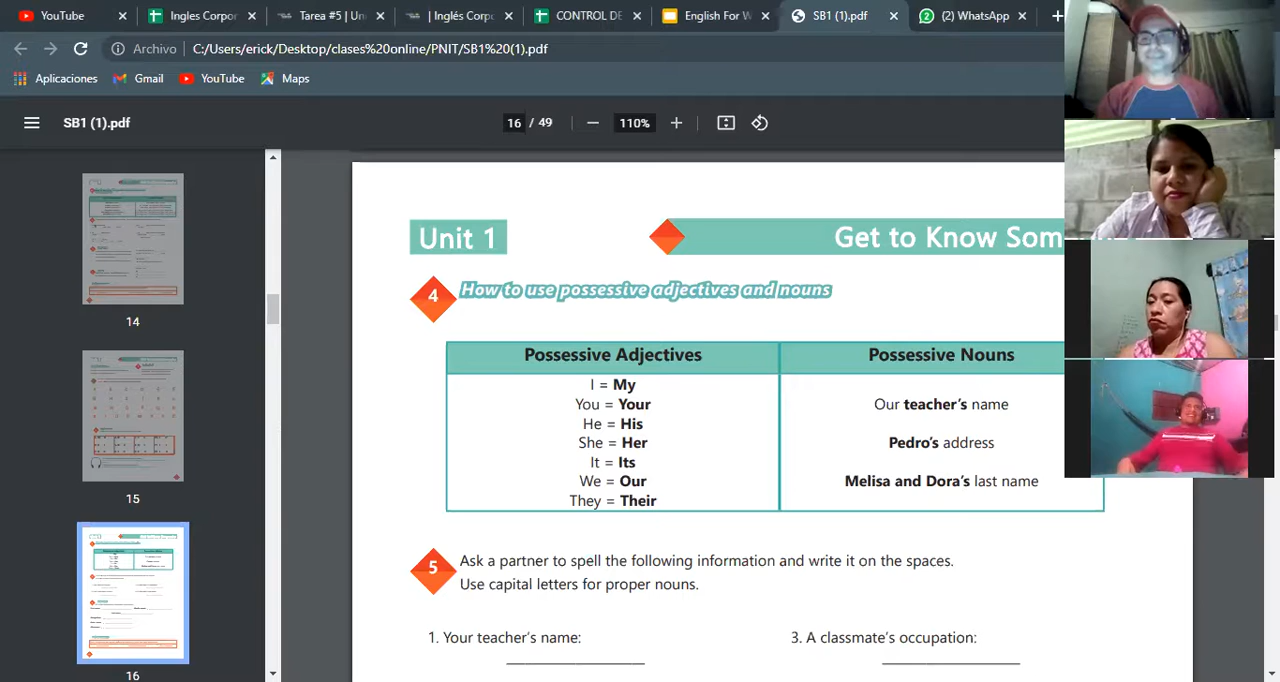 YouTube
Ingles Corpor
Tarea #5 | Un
| Inglés Corpo
CONTROL DE
English For W
SB1 (1).pdf
(2) WhatsApp
Archivo
C:/Users/erick/Desktop/clases%20online/PNIT/SB1%20(1).pdf
Aplicaciones
Gmail
YouTube
Maps
SB1 (1).pdf
16 / 49
110%
14
15
16
Unit 1
Get to Know Som
4
How to use possessive adjectives and nouns
Possessive Adjectives
I = My
You = Your
He = His
She = Her
It = Its
We = Our
They = Their
Possessive Nouns
Our teacher's name
Pedro's address
Melisa and Dora's last name
5
Ask a partner to spell the following information and write it on the spaces.
Use capital letters for proper nouns.
1. Your teacher's name:
3. A classmate's occupation: